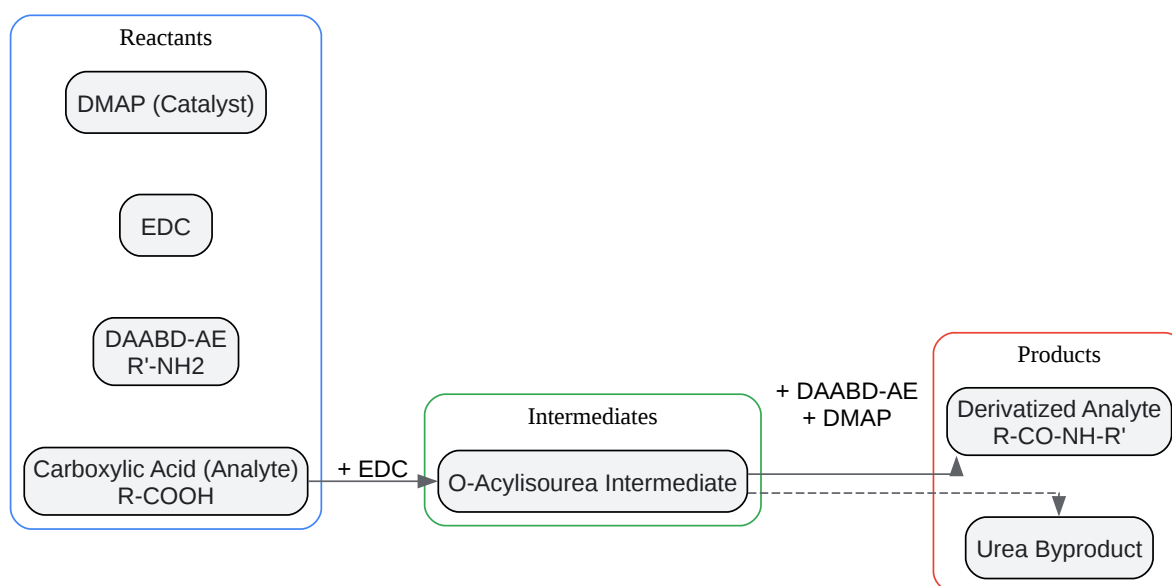 Reactants
DMAP (Catalyst)
EDC
DAABD-AE
R'-NH2
Carboxylic Acid (Analyte)
R-COOH
+ EDC
Intermediates
O-Acylisourea Intermediate
+ DAABD-AE
+ DMAP
Products
Derivatized Analyte
R-CO-NH-R'
Urea Byproduct